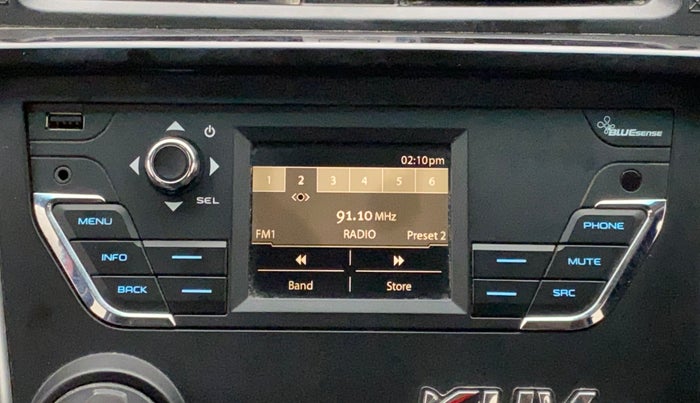 BLUEsense
SEL
02:10pm
1 2 3 4 5 6
91.10 MHz
FM1 RADIO Preset 2
Band Store
MENU
INFO
BACK
PHONE
MUTE
SRC
KUV